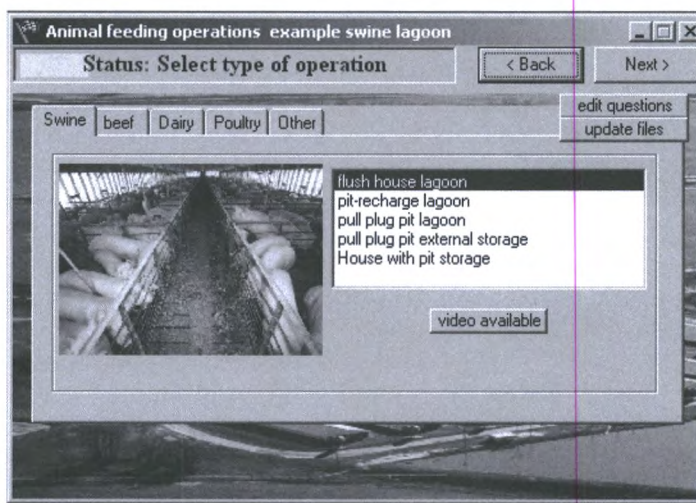 Animal feeding operations example swine lagoon
Status: Select type of operation
< Back
Next >
edit questions
update files
Swine
beef
Dairy
Poultry
Other
flush house lagoon
pit-recharge lagoon
pull plug pit lagoon
pull plug pit external storage
House with pit storage
video available